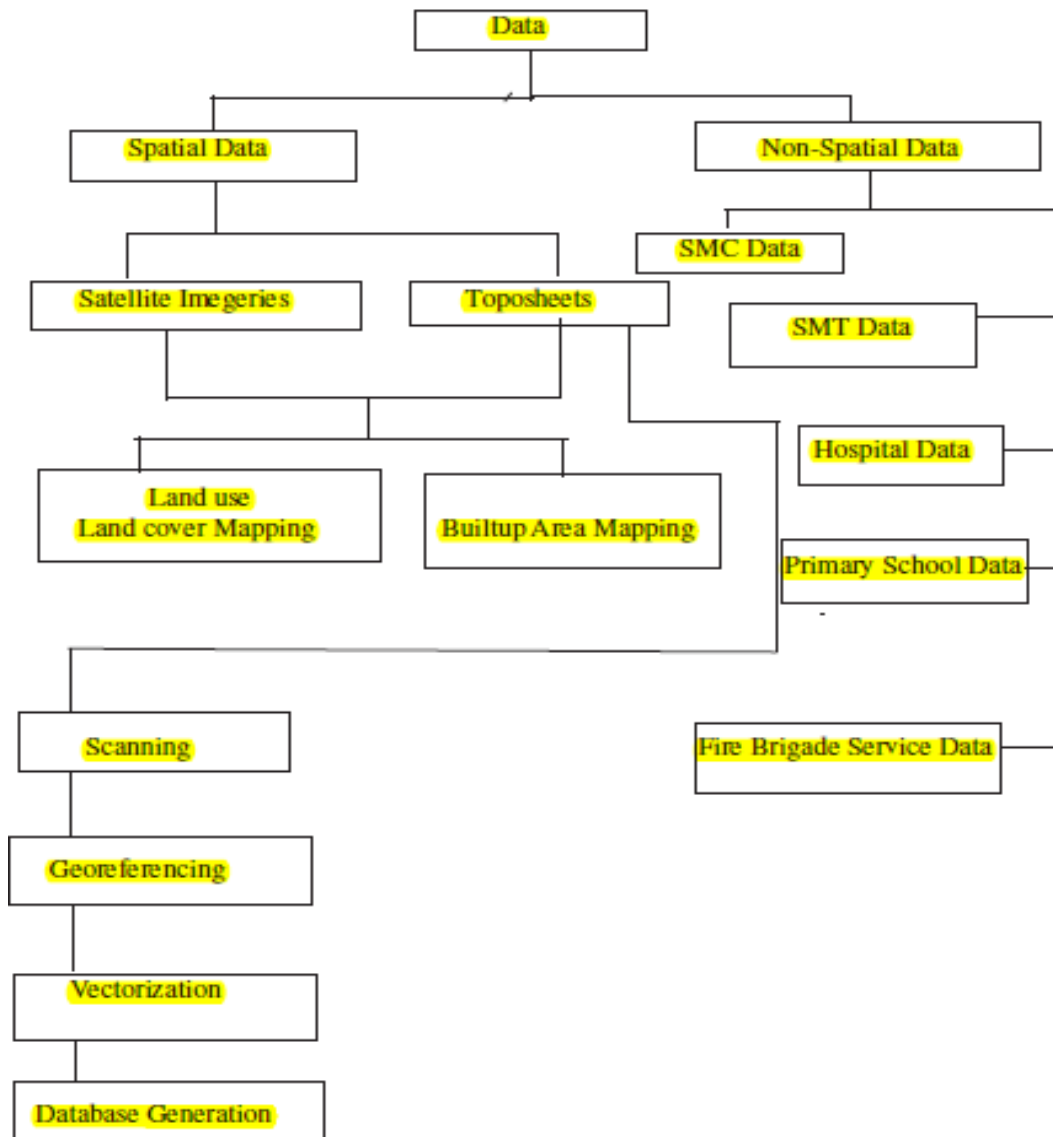 Data
Spatial Data
Non-Spatial Data
SMC Data
Satellite Imegeries
Toposheets
SMT Data
Hospital Data
Land use
Land cover Mapping
Builtup Area Mapping
Primary School Data
Scanning
Fire Brigade Service Data
Georeferencing
Vectorization
Database Generation